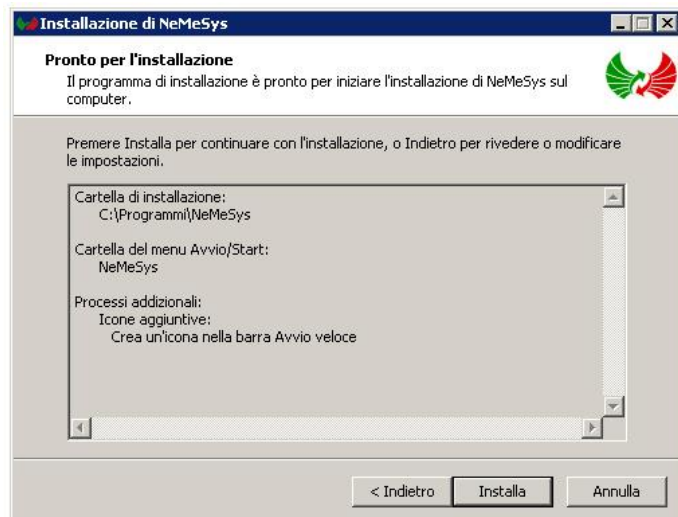 Installazione di NeMeSys
Pronto per l'installazione
Il programma di installazione è pronto per iniziare l'installazione di NeMeSys sul
computer.
Premere Installa per continuare con l'installazione, o Indietro per rivedere o modificare
le impostazioni.
Cartella di installazione:
C:\Programmi\NeMeSys
Cartella del menu Avvio/Start:
NeMeSys
Processi addizionali:
Icone aggiuntive:
Crea un'icona nella barra Avvio veloce
< Indietro
Installa
Annulla